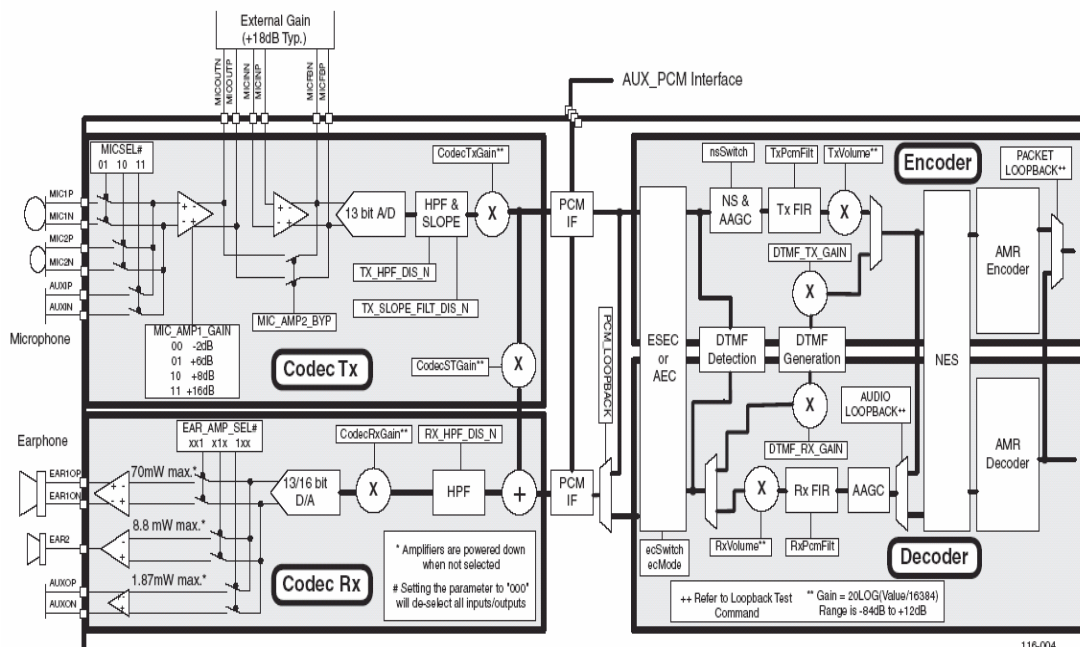 External Gain
(+18dB Typ.)
MICOUTN
MICOUTP
MICINN
MICINP
MICFBN
MICFBP
AUX_PCM Interface
MICSEL#
01 10 11
CodecTxGain**
nsSwitch
TxPcmFilt
TxVolume**
Encoder
PACKET
LOOPBACK++
MIC1P
MIC1N
MIC2P
MIC2N
AUXIP
AUXIN
Microphone
13 bit A/D
HPF &
SLOPE
X
PCM
IF
NS &
AAGC
Tx FIR
X
DTMF_TX_GAIN
X
AMR
Encoder
TX_HPF_DIS_N
TX_SLOPE_FILT_DIS_N
MIC_AMP2_BYP
MIC_AMP1_GAIN
00 -2dB
01 +6dB
10 +8dB
11 +16dB
Codec Tx
CodecSTGain**
X
PCM_LOOPBACK
ESEC
or
AEC
DTMF
Detection
DTMF
Generation
NES
X
DTMF_RX_GAIN
AUDIO
LOOPBACK++
AMR
Decoder
Earphone
EAR_AMP_SEL#
xx1 x1x 1xx
CodecRxGain**
RX_HPF_DIS_N
EAR1OP
EAR1ON
EAR2
AUXOP
AUXON
70mW max.*
8.8 mW max.*
1.87mW max.*
13/16 bit
D/A
X
HPF
+
PCM
IF
X
Rx FIR
AAGC
RxVolume**
RxPcmFilt
ecSwitch
ecMode
Decoder
Codec Rx
* Amplifiers are powered down
when not selected
# Setting the parameter to "000"
will de-select all inputs/outputs
++ Refer to Loopback Test
Command
** Gain = 20LOG(Value/16384)
Range is -84dB to +12dB
116-004